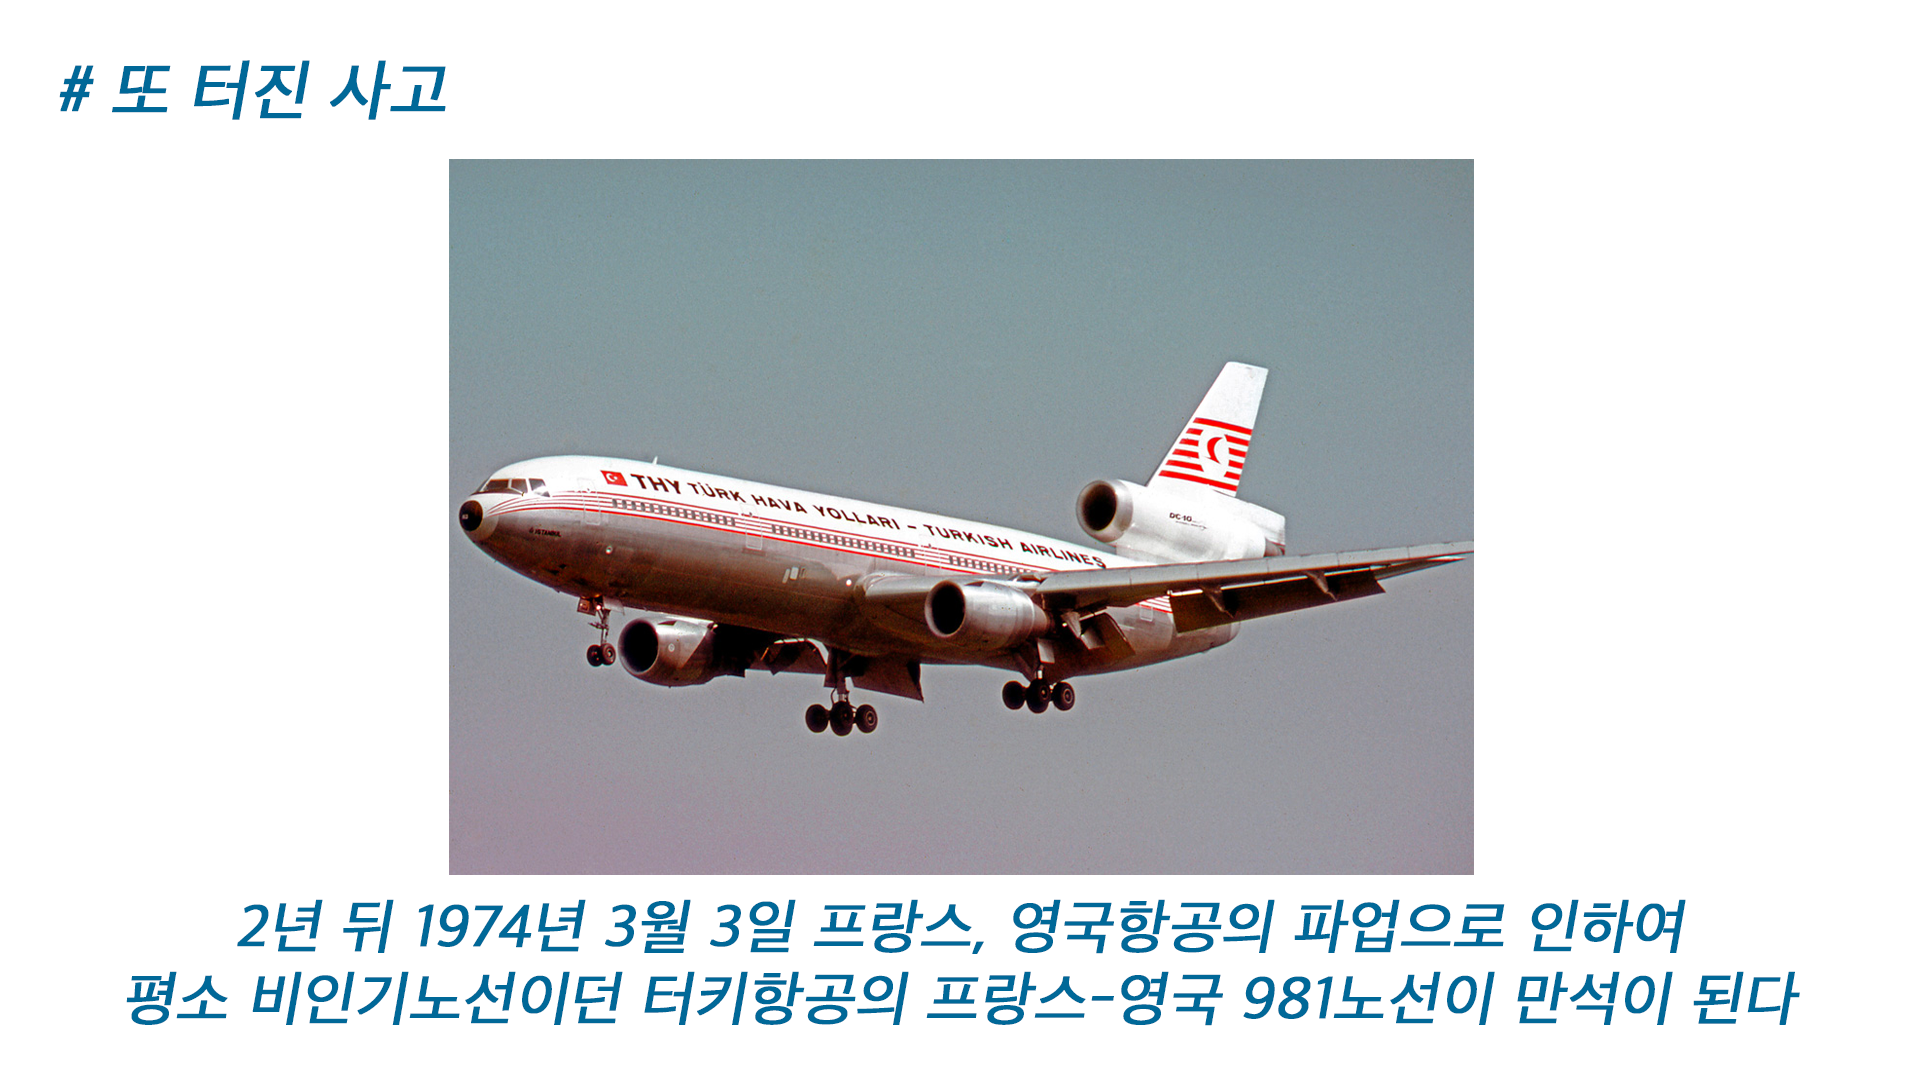 # 또 터진 사고
THY TÜRK HAVA YOLLARI - TURKISH AIRLINES
DC-10
ISTANBUL
2년 뒤 1974년 3월 3일 프랑스, 영국항공의 파업으로 인하여
평소 비인기노선이던 터키항공의 프랑스-영국 981노선이 만석이 된다